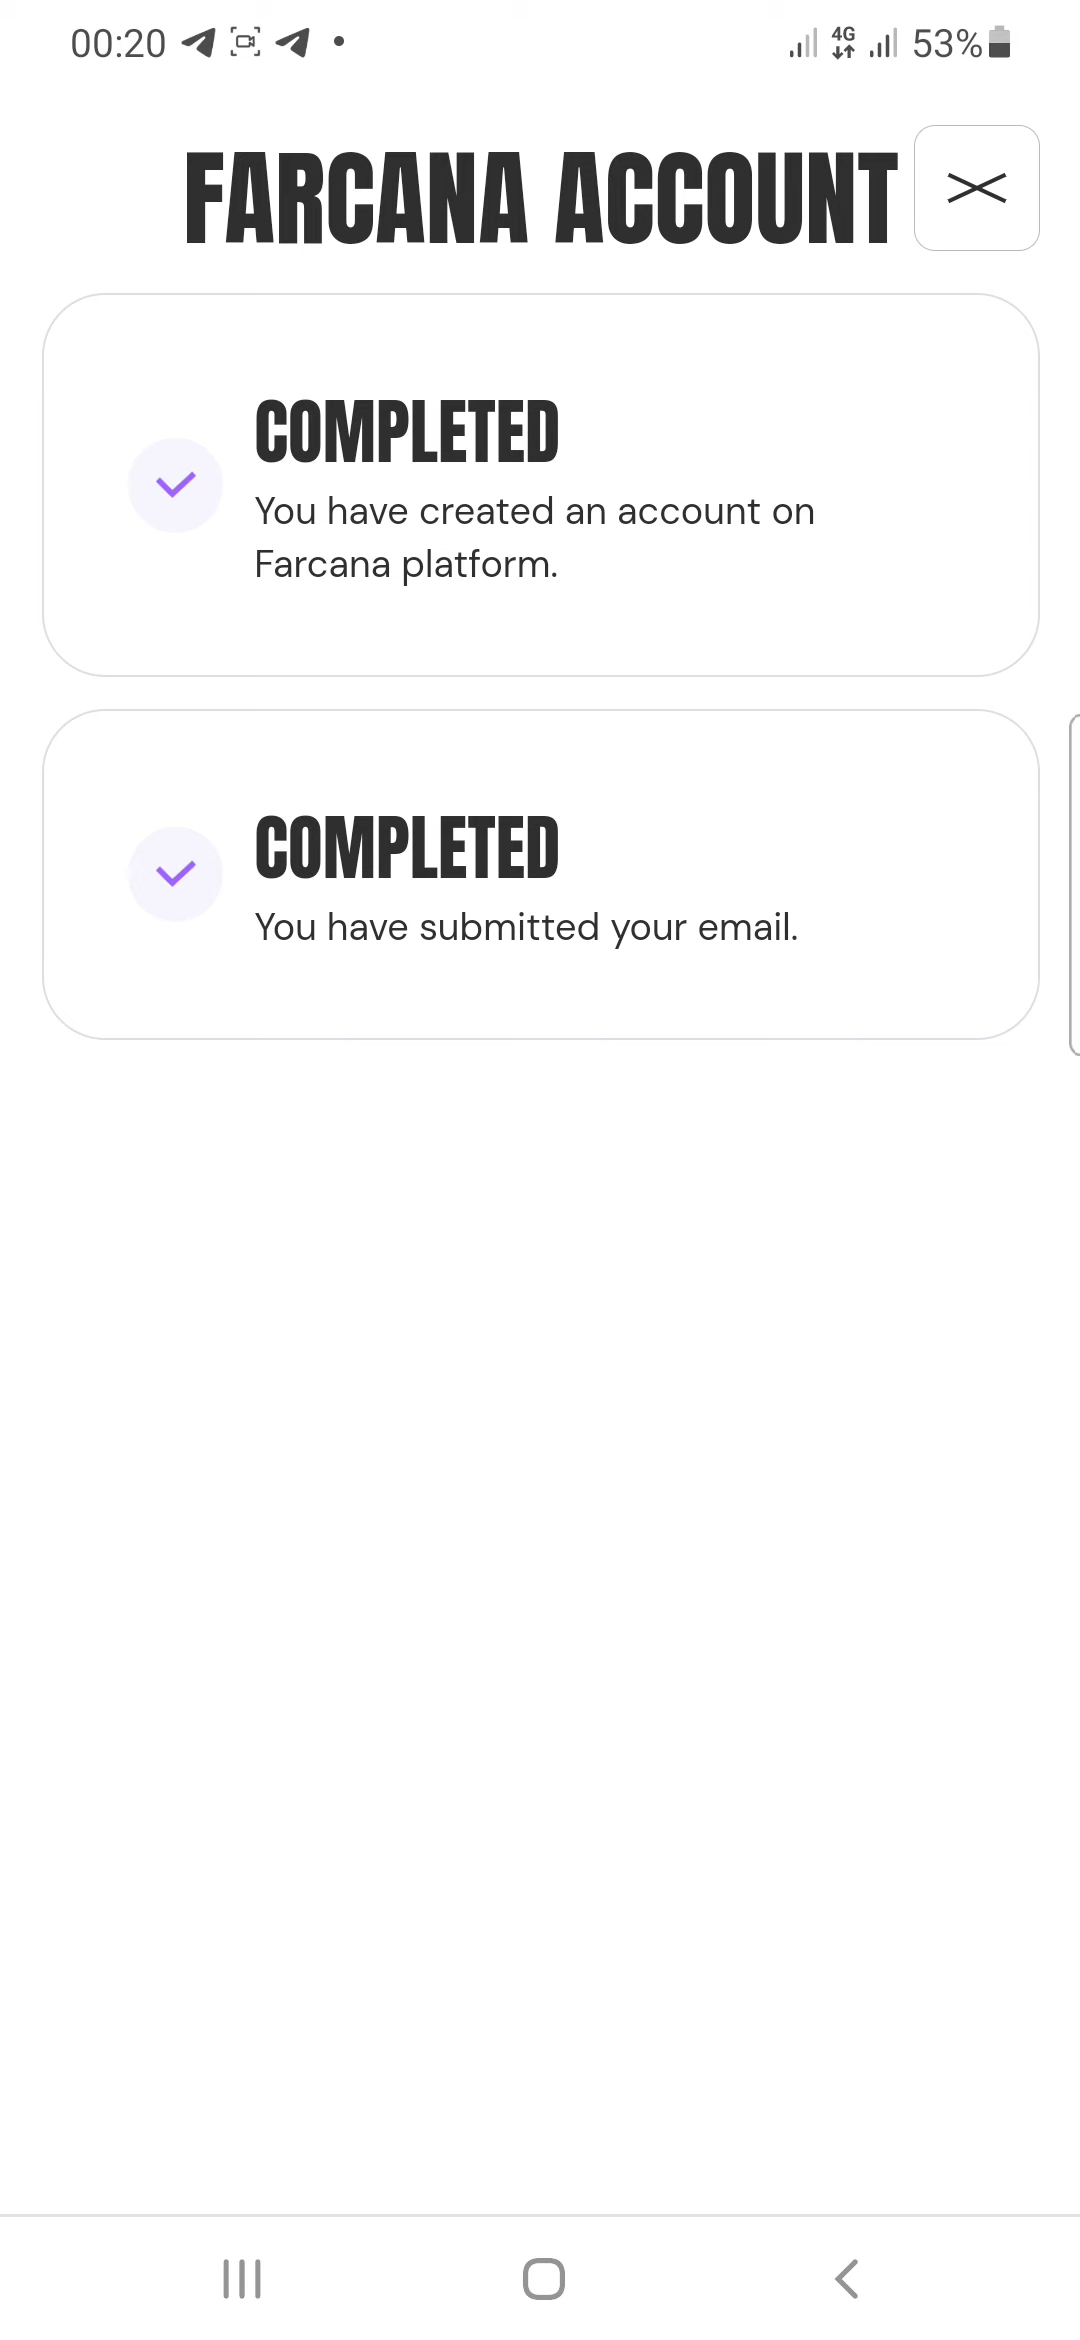 00:20
4G
53%
FARCANA ACCOUNT
COMPLETED
You have created an account on
Farcana platform.
COMPLETED
You have submitted your email.